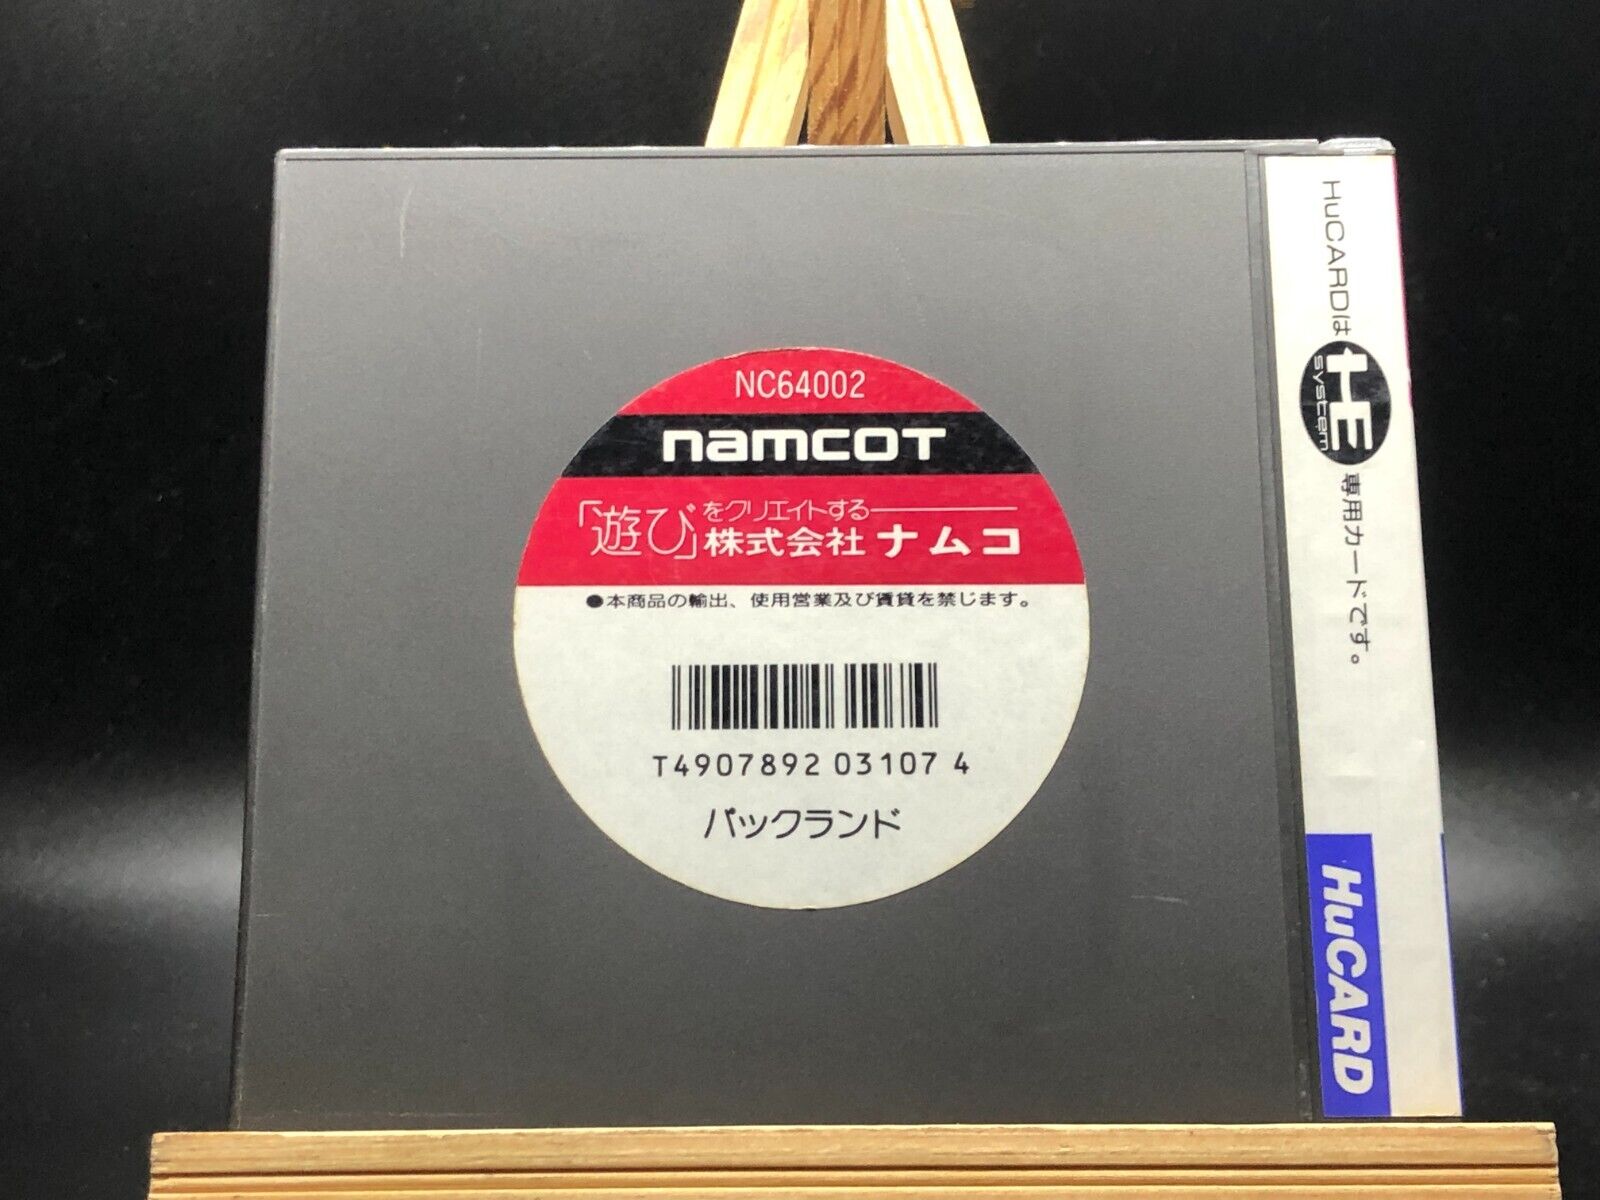 NC64002
namcoT
「遊び」をクリエイトする
株式会社ナムコ
●本商品の輸出、使用営業及び賃貸を禁じます。
T4907892 03107 4
パックランド
HuCARDは HE system 専用カードです。
HuCARD